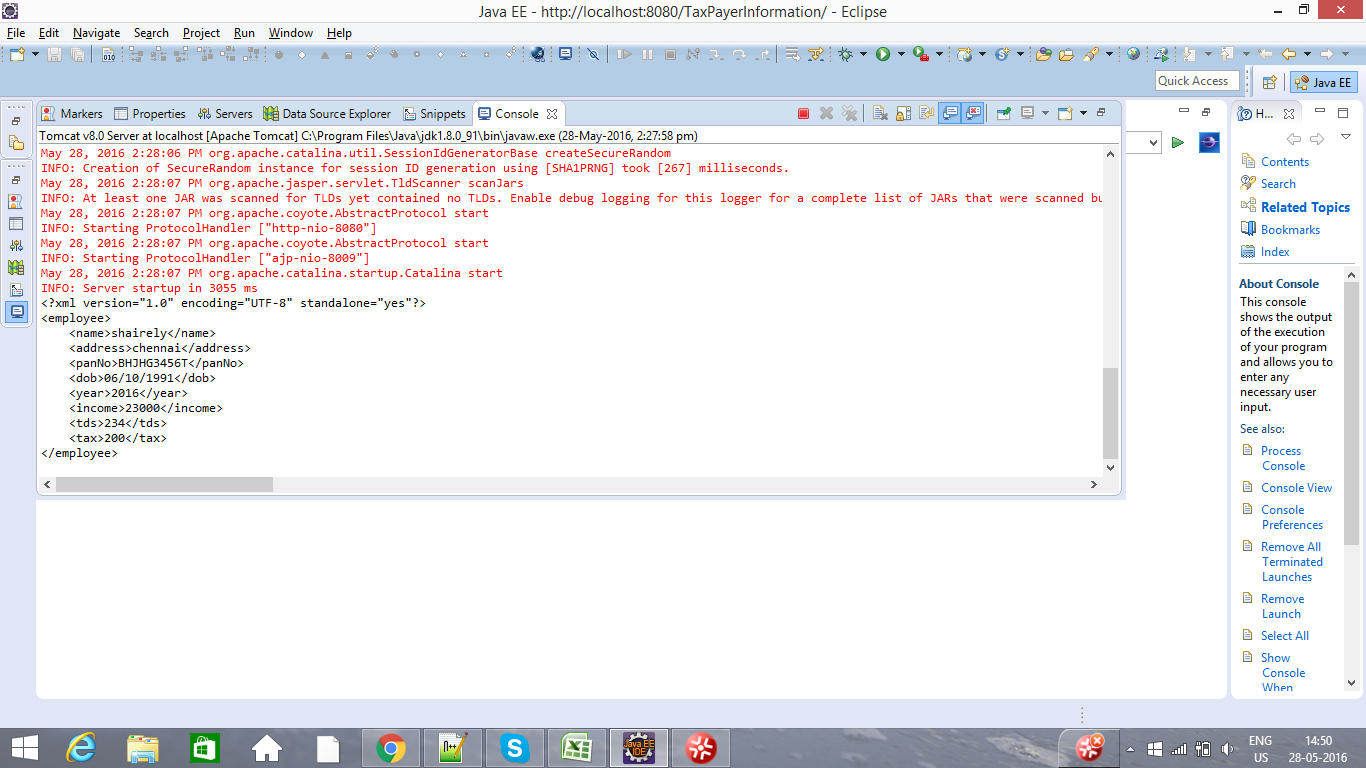 Java EE - http://localhost:8080/TaxPayerInformation/ - Eclipse
File Edit Navigate Search Project Run Window Help
Quick Access
Java EE
Markers Properties Servers Data Source Explorer Snippets Console
H...
Tomcat v8.0 Server at localhost [Apache Tomcat] C:\Program Files\Java\jdk1.8.0_91\bin\javaw.exe (28-May-2016, 2:27:58 pm)
May 28, 2016 2:28:06 PM org.apache.catalina.util.SessionIdGeneratorBase createSecureRandom
INFO: Creation of SecureRandom instance for session ID generation using [SHA1PRNG] took [267] milliseconds.
May 28, 2016 2:28:07 PM org.apache.jasper.servlet.TldScanner scanJars
INFO: At least one JAR was scanned for TLDs yet contained no TLDs. Enable debug logging for this logger for a complete list of JARs that were scanned bu
May 28, 2016 2:28:07 PM org.apache.coyote.AbstractProtocol start
INFO: Starting ProtocolHandler ["http-nio-8080"]
May 28, 2016 2:28:07 PM org.apache.coyote.AbstractProtocol start
INFO: Starting ProtocolHandler ["ajp-nio-8009"]
May 28, 2016 2:28:07 PM org.apache.catalina.startup.Catalina start
INFO: Server startup in 3055 ms
<?xml version="1.0" encoding="UTF-8" standalone="yes"?>
<employee>
    <name>shairely</name>
    <address>chennai</address>
    <panNo>BHJHG3456T</panNo>
    <dob>06/10/1991</dob>
    <year>2016</year>
    <income>23000</income>
    <tds>234</tds>
    <tax>200</tax>
</employee>
Contents
Search
Related Topics
Bookmarks
Index
About Console
This console
shows the output
of the execution
of your program
and allows you to
enter any
necessary user
input.
See also:
Process
Console
Console View
Console
Preferences
Remove All
Terminated
Launches
Remove
Launch
Select All
Show
Console
When
Java EE
IDE
ENG
US
14:50
28-05-2016